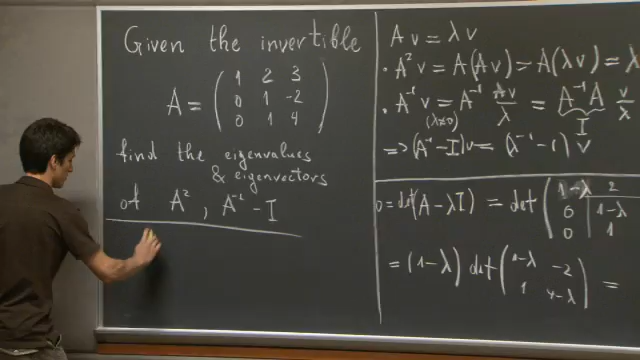 Given the invertible
A = ( 1 2 3
0 1 -2
0 1 4 )
find the eigenvalues
& eigenvectors
of A² , A⁻¹ - I
Av = λv
· A²v = A(Av) = A(λv) = λ
· A⁻¹v = A⁻¹ Av/λ = A⁻¹A v/λ
(λ≠0) I
=> (A⁻¹-I)v = (λ⁻¹-1)v
0 = det(A-λI) = det ( 1-λ 2
0 1-λ
0 1
= (1-λ) det ( 1-λ -2
1 4-λ ) =